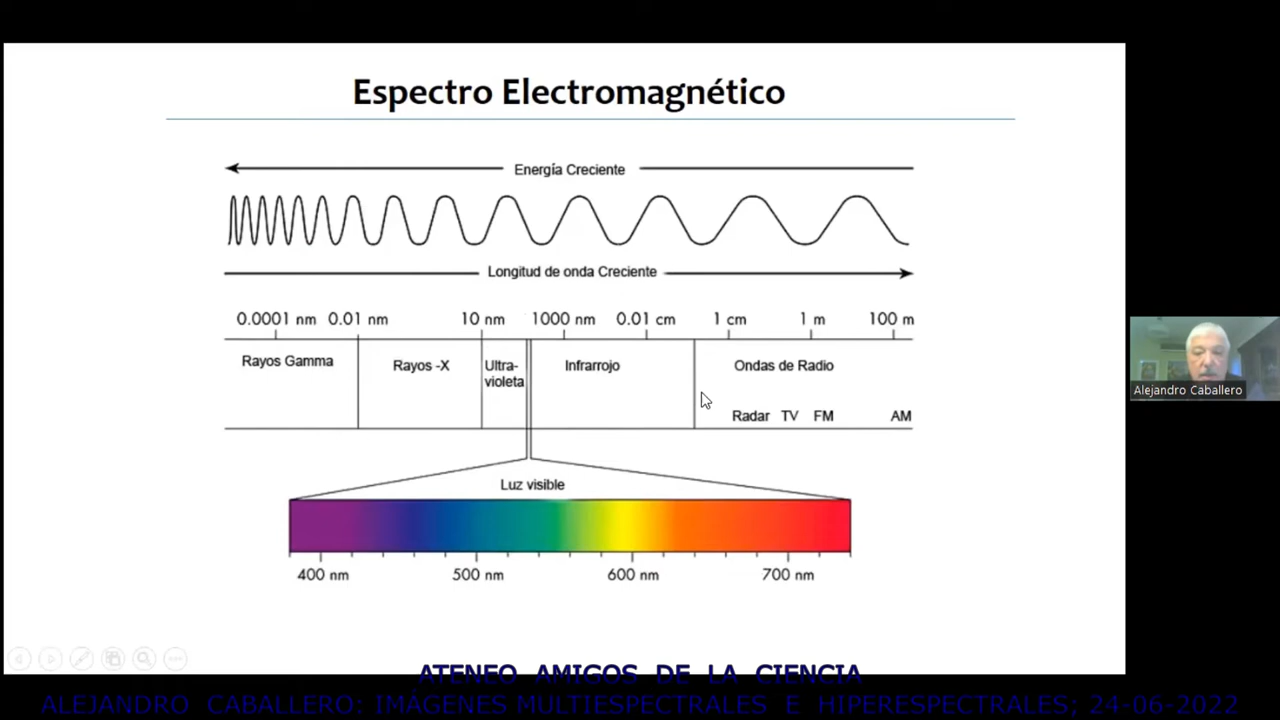 Espectro Electromagnético
Energía Creciente
Longitud de onda Creciente
0.0001 nm 0.01 nm 10 nm 1000 nm 0.01 cm 1 cm 1 m 100 m
Rayos Gamma Rayos -X Ultra- Infrarrojo Ondas de Radio
violeta
Radar TV FM AM
Alejandro Caballero
Luz visible
400 nm 500 nm 600 nm 700 nm
ATENEO AMIGOS DE LA CIENCIA
ALEJANDRO CABALLERO: IMÁGENES MULTIESPECTRALES E HIPERESPECTRALES; 24-06-2022